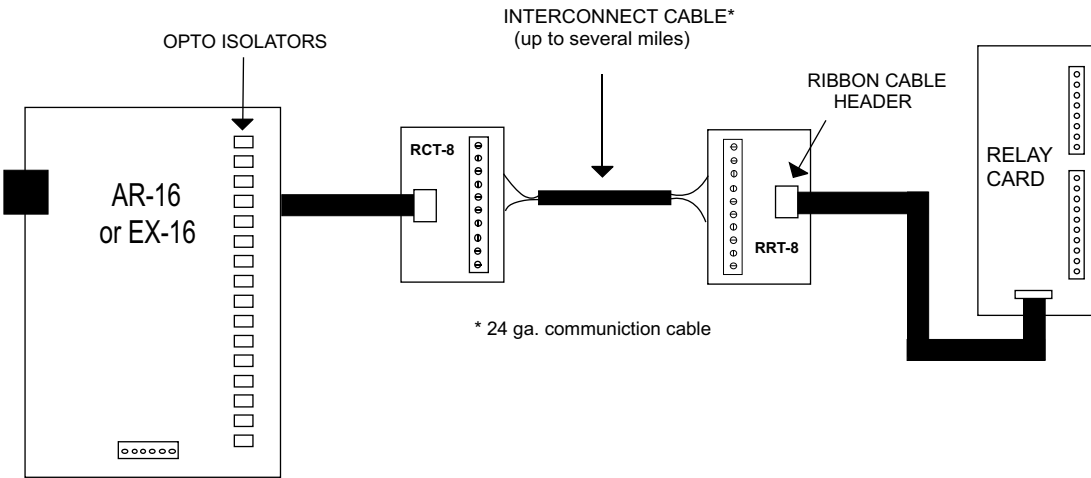 INTERCONNECT CABLE*
(up to several miles)
OPTO ISOLATORS
RIBBON CABLE
HEADER
RCT-8
RELAY
CARD
AR-16
or EX-16
RRT-8
* 24 ga. communiction cable